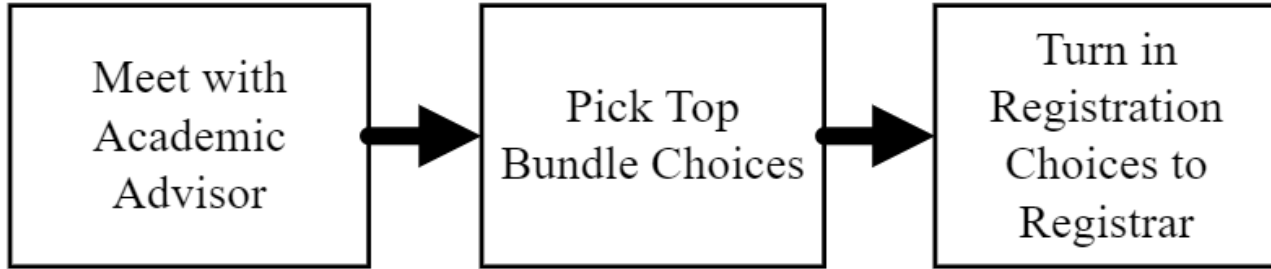 Meet with
Academic
Advisor
Pick Top
Bundle Choices
Turn in
Registration
Choices to
Registrar